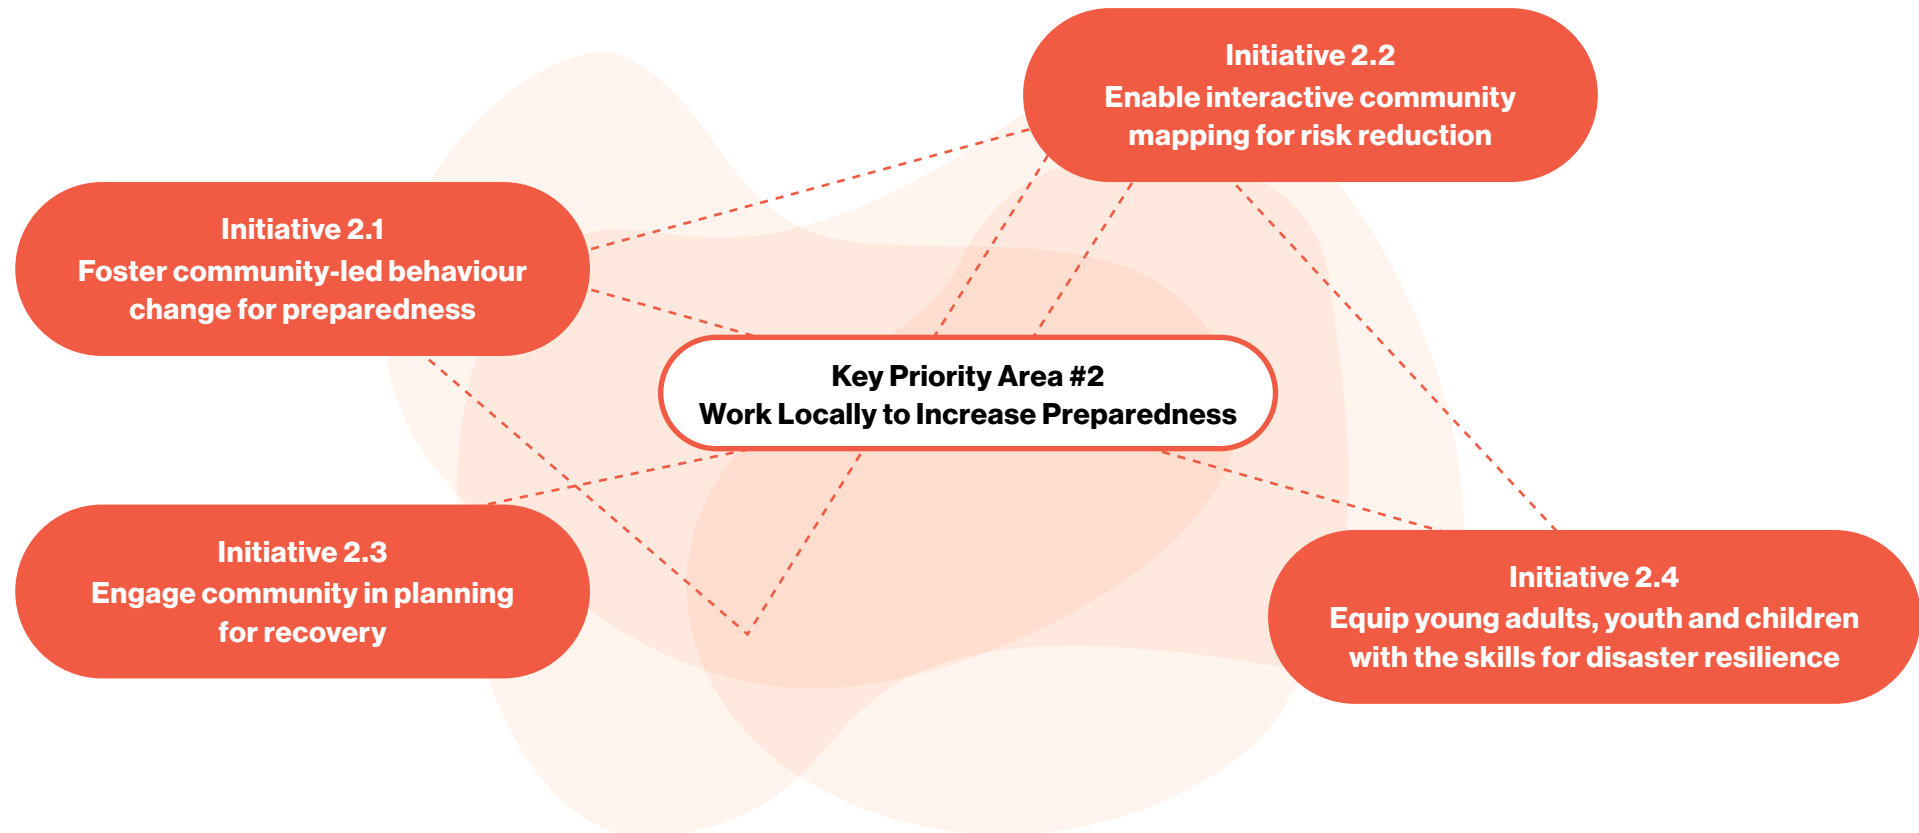 Initiative 2.2
Enable interactive community
mapping for risk reduction
Initiative 2.1
Foster community-led behaviour
change for preparedness
Key Priority Area #2
Work Locally to Increase Preparedness
Initiative 2.3
Engage community in planning
for recovery
Initiative 2.4
Equip young adults, youth and children
with the skills for disaster resilience